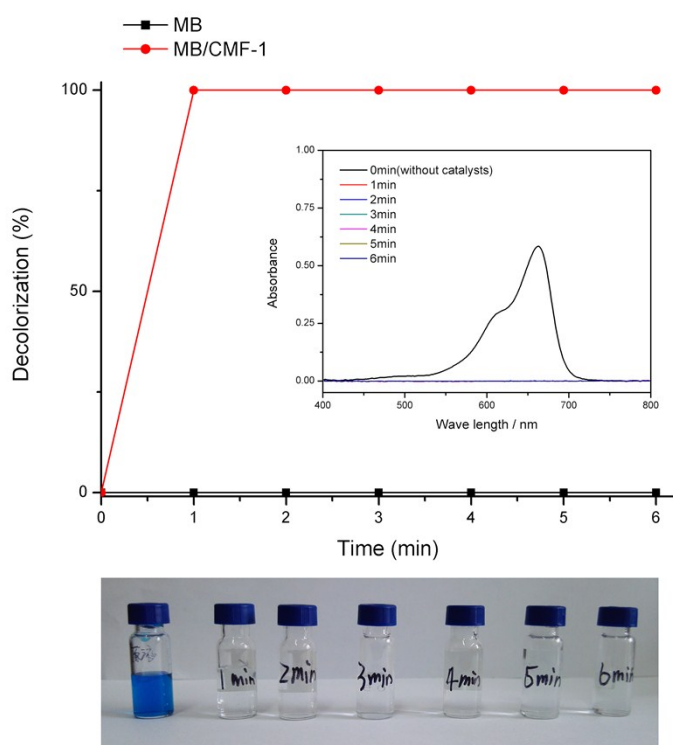 MB
MB/CMF-1
100
50
0
Decolorization (%)
0 1 2 3 4 5 6
Time (min)
1.00
0.75
0.50
0.25
0.00
Absorbance
0min(without catalysts)
1min
2min
3min
4min
5min
6min
400 500 600 700 800
Wave length / nm
1 min
2min
3min
4min
5min
6min